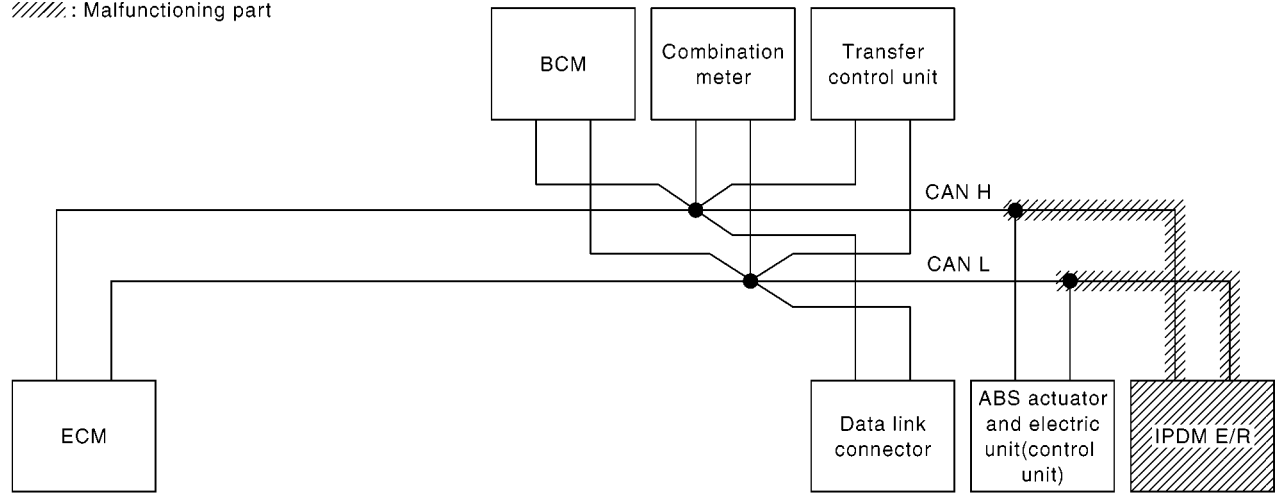 : Malfunctioning part
BCM
Combination
meter
Transfer
control unit
CAN H
CAN L
ECM
Data link
connector
ABS actuator
and electric
unit(control
unit)
IPDM E/R